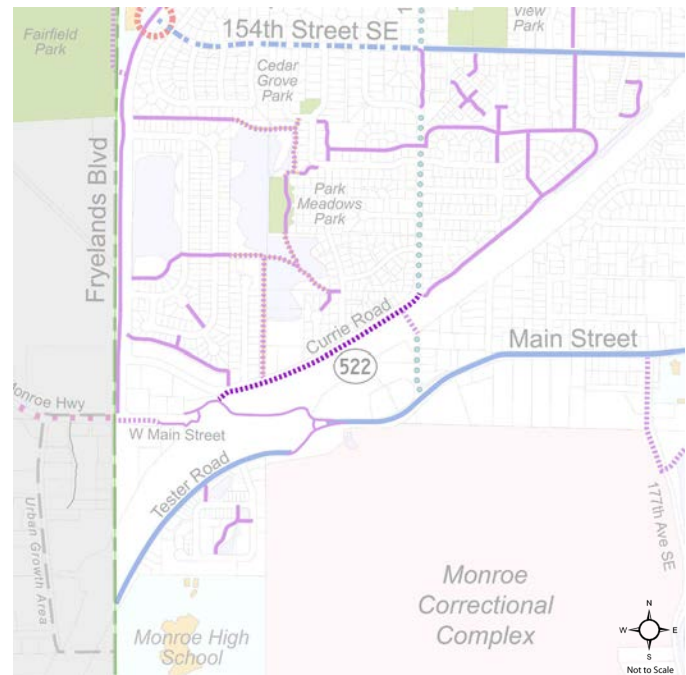 Fairfield
Park
154th Street SE
View
Park
Cedar
Grove
Park
Fryelands Blvd
Park
Meadows
Park
Currie Road
522
Main Street
Monroe Hwy
W Main Street
Tester Road
Urban Growth
Area
177th Ave SE
Monroe
Correctional
Complex
Monroe High
School
N
W
E
S
Not to Scale